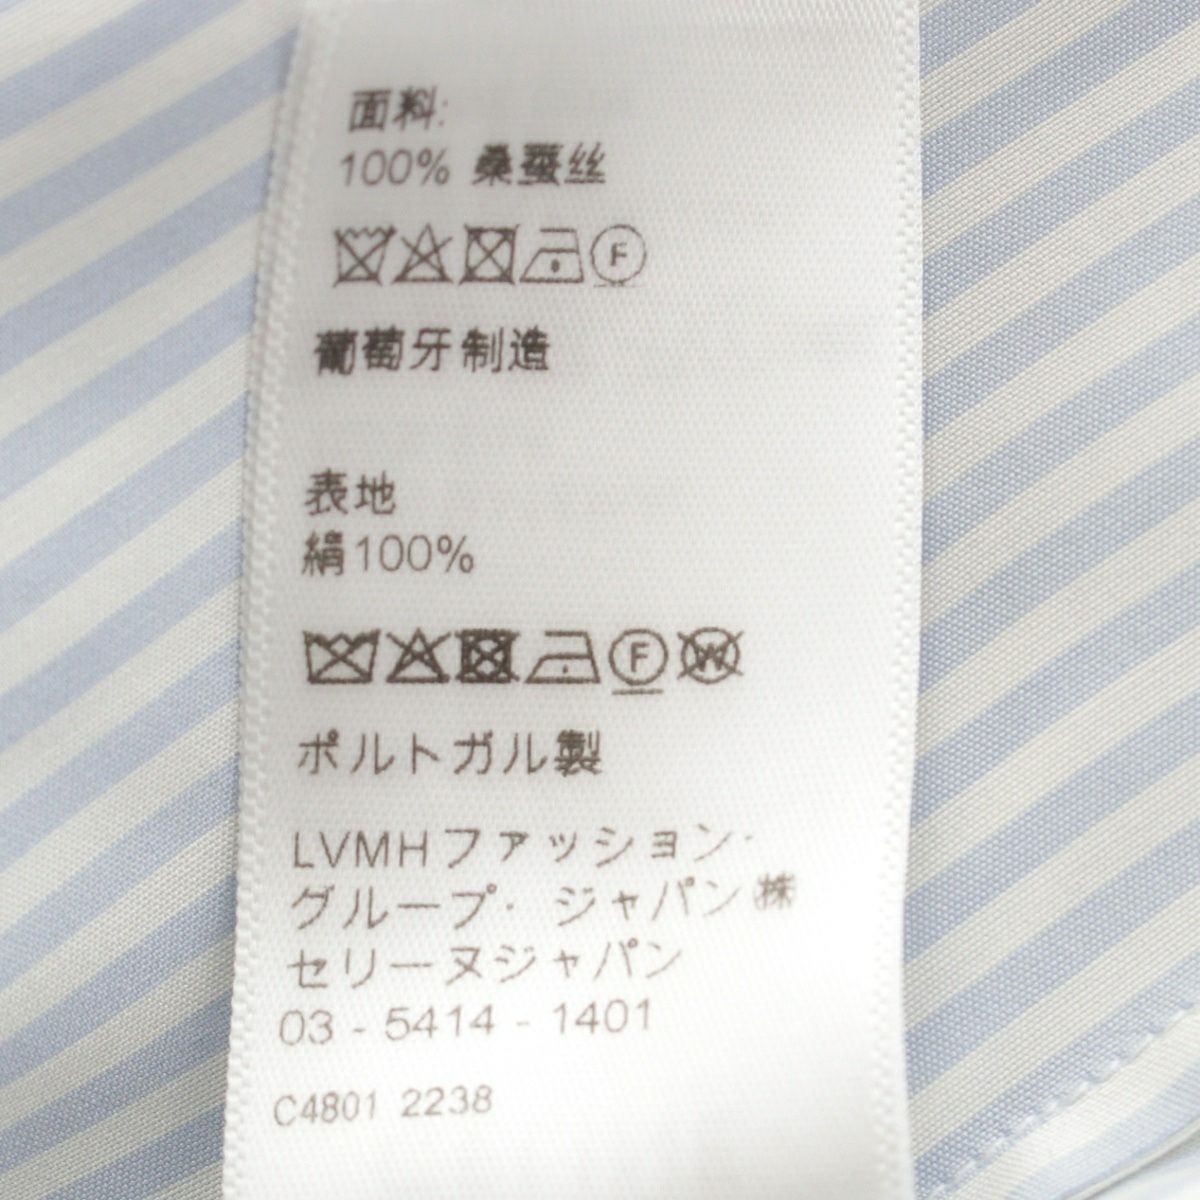 面料:
100% 桑蚕丝
F
葡萄牙制造
表地
絹100%
F W
ポルトガル製
LVMHファッション·
グループ· ジャパン㈱
セリーヌジャパン
03 - 5414 - 1401
C4801 2238